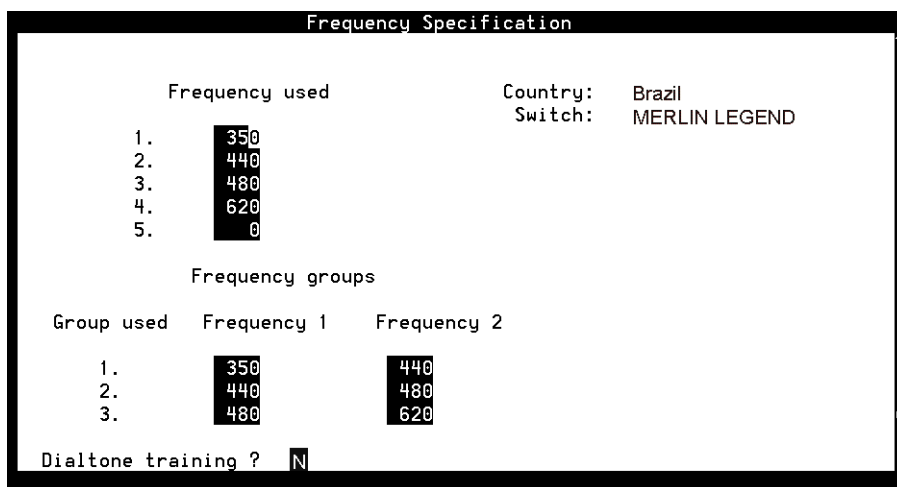 Frequency Specification
Frequency used
Country: Brazil
Switch: MERLIN LEGEND
1. 350
2. 440
3. 480
4. 620
5. 0
Frequency groups
Group used Frequency 1 Frequency 2
1. 350 440
2. 440 480
3. 480 620
Dialtone training ? N